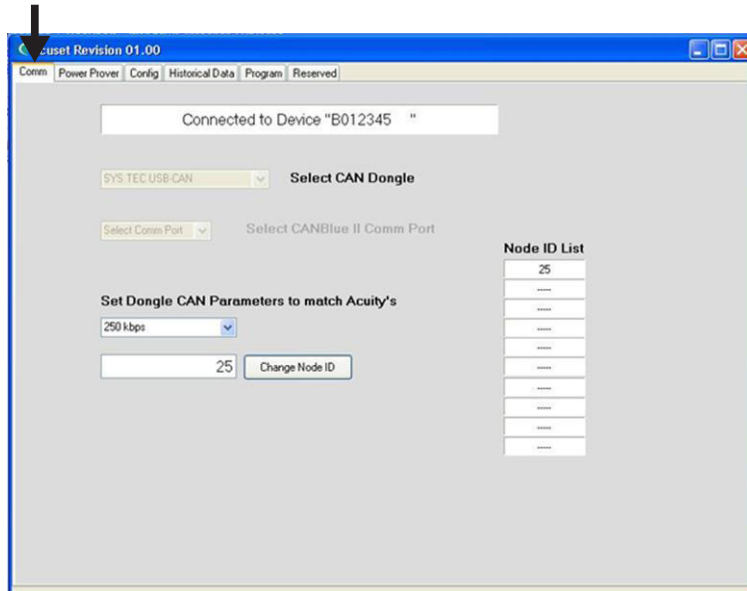 cuset Revision 01.00
Comm Power Prover Config Historical Data Program Reserved
Connected to Device "B012345 "
SYS TEC USB-CAN Select CAN Dongle
Select Comm Port Select CANBlue II Comm Port
Node ID List
25
-----
Set Dongle CAN Parameters to match Acuity's
-----
250 kbps
-----
-----
25 Change Node ID
-----
-----
-----
-----
-----